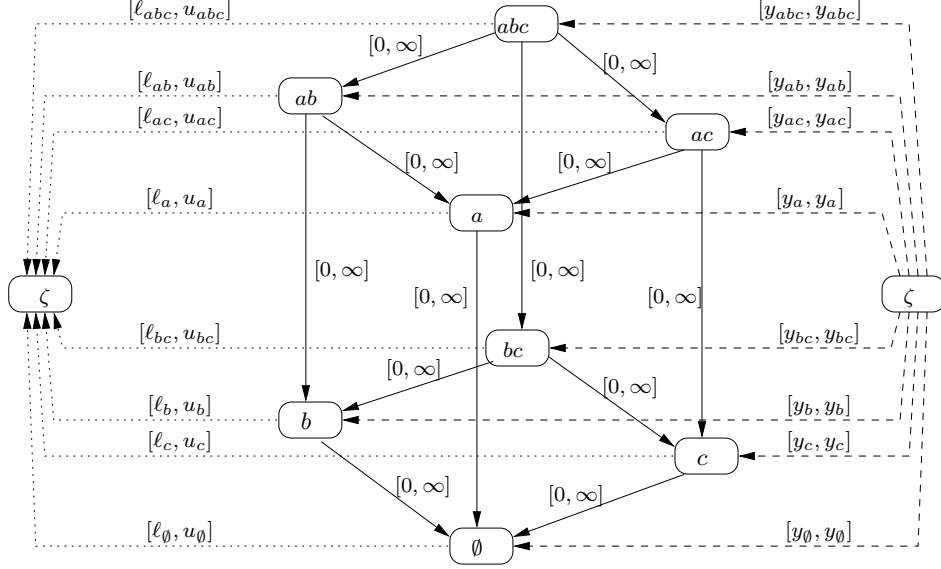 [ℓ_abc, u_abc] abc [y_abc, y_abc]
[0, ∞]
[0, ∞]
[ℓ_ab, u_ab] ab [y_ab, y_ab]
[ℓ_ac, u_ac] ac [y_ac, y_ac]
[0, ∞] [0, ∞]
[ℓ_a, u_a] a [y_a, y_a]
[0, ∞] [0, ∞]
ζ [0, ∞] [0, ∞] ζ
[ℓ_bc, u_bc] bc [y_bc, y_bc]
[0, ∞] [0, ∞]
[ℓ_b, u_b] b [y_b, y_b]
[ℓ_c, u_c] c [y_c, y_c]
[0, ∞] [0, ∞]
[ℓ_∅, u_∅] ∅ [y_∅, y_∅]